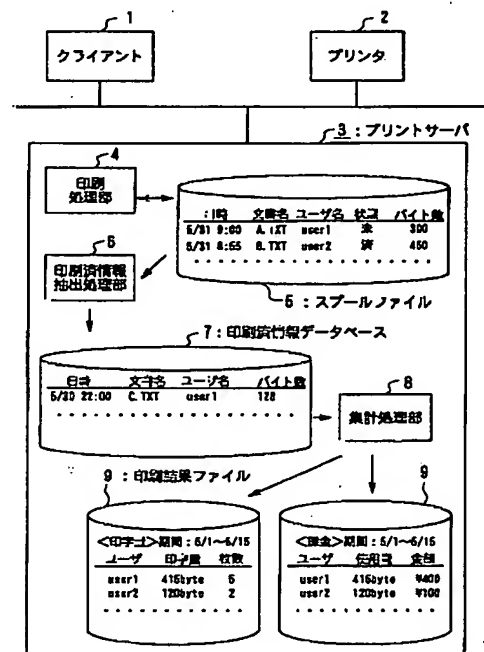 1
2
クライアント
プリンタ
3：プリントサーバ
4
印刷
処理部
日時 文書名 ユーザ名 状況 バイト数
5/31 9:00 A.TXT user1 未 300
5/31 8:55 B.TXT user2 済 450
印刷済情報
抽出処理部
：スプールファイル
7：印刷済情報データベース
日時 文書名 ユーザ名 バイト数
5/30 22:00 C.TXT user1 128
8
集計処理部
9：印刷結果ファイル
9
<印字量>期間：5/1～5/15
ユーザ 印字量 枚数
user1 416byte 5
user2 120byte 2
<課金>期間：5/1～5/15
ユーザ 使用量 金額
user1 416byte ¥400
user2 120byte ¥100